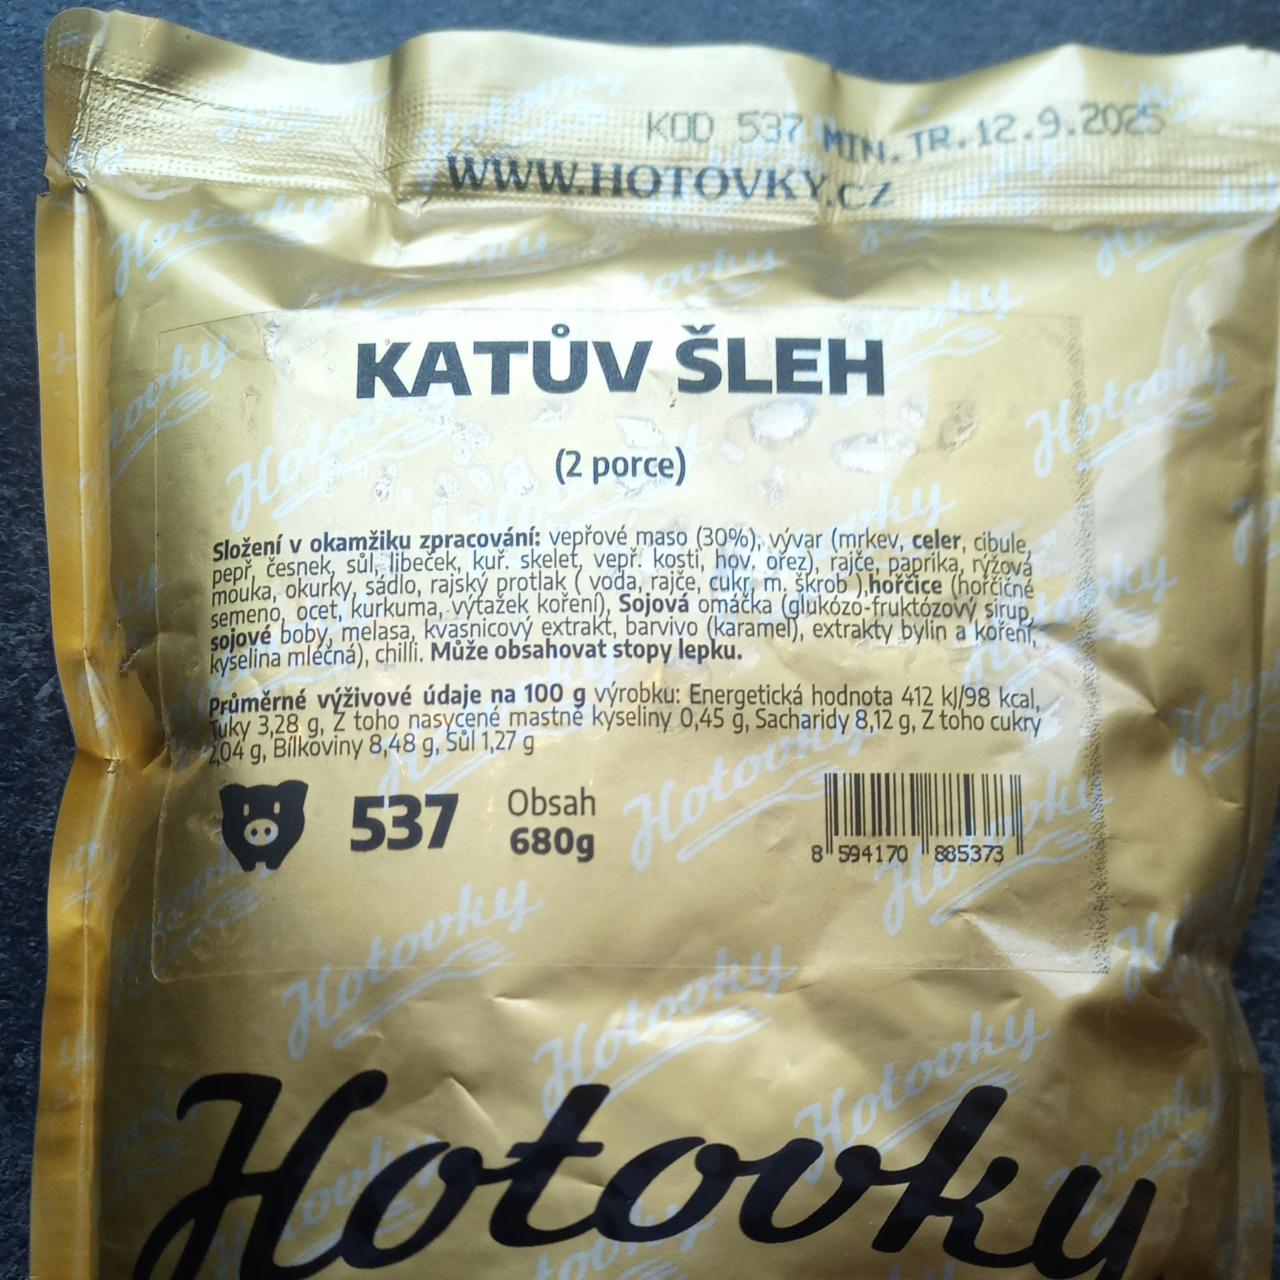 KOD 537 MIN. TR. 12.9.2025
WWW.HOTOVKY.CZ
KATŮV ŠLEH
(2 porce)
Složení v okamžiku zpracování: vepřové maso (30%), vývar (mrkev, celer, cibule,
pepř, česnek, sůl, libeček, kuř. skelet, vepř. kosti, hov. ořez), rajče, paprika, rýžová
mouka, okurky, sádlo, rajský protlak ( voda, rajče, cukr, m. škrob ),hořčice (hořčičné
semeno, ocet, kurkuma, výtažek koření), Sojová omáčka (glukózo-fruktózový sirup,
sojové boby, melasa, kvasnicový extrakt, barvivo (karamel), extrakty bylin a koření,
kyselina mléčná), chilli. Může obsahovat stopy lepku.
Průměrné výživové údaje na 100 g výrobku: Energetická hodnota 412 kJ/98 kcal,
Tuky 3,28 g, Z toho nasycené mastné kyseliny 0,45 g, Sacharidy 8,12 g, Z toho cukry
2,04 g, Bílkoviny 8,48 g, Sůl 1,27 g
537 Obsah
680g
8 594170 885373
Hotovky